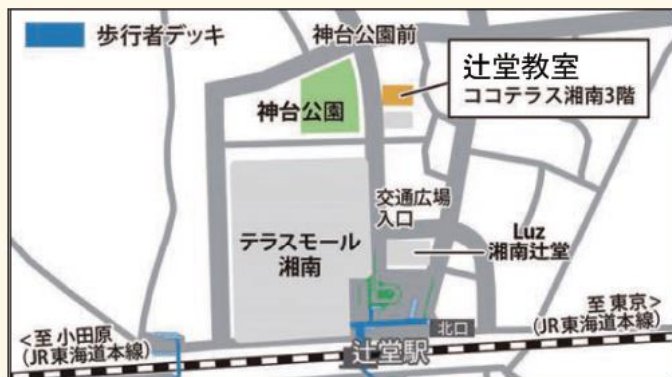 歩行者デッキ
神台公園前
辻堂教室
ココテラス湘南3階
神台公園
交通広場
入口
テラスモール
湘南
Luz
湘南辻堂
<至 小田原
(JR東海道本線)
北口
至 東京>
(JR東海道本線)
辻堂駅